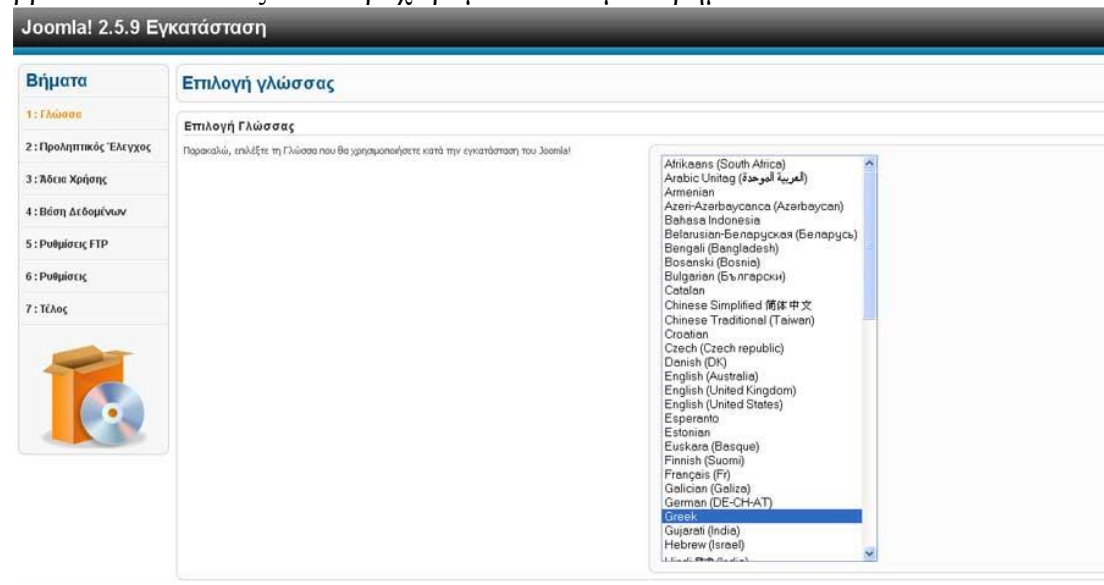 Joomla! 2.5.9 Εγκατάσταση
Βήματα
1 : Γλώσσα
2 : Προληπτικός Έλεγχος
3 : Άδεια Χρήσης
4 : Βάση Δεδομένων
5 : Ρυθμίσεις FTP
6 : Ρυθμίσεις
7 : Τέλος
Επιλογή γλώσσας
Επιλογή Γλώσσας
Παρακαλώ, επιλέξτε τη Γλώσσα που θα χρησιμοποιήσετε κατά την εγκατάσταση του Joomla!
Afrikaans (South Africa)
Arabic Unitag (العربية الموحدة)
Armenian
Azeri-Azərbaycanca (Azərbaycan)
Bahasa Indonesia
Belarusian-Беларуская (Беларусь)
Bengali (Bangladesh)
Bosanski (Bosnia)
Bulgarian (Български)
Catalan
Chinese Simplified 简体中文
Chinese Traditional (Taiwan)
Croatian
Czech (Czech republic)
Danish (DK)
English (Australia)
English (United Kingdom)
English (United States)
Esperanto
Estonian
Euskara (Basque)
Finnish (Suomi)
Français (Fr)
Galician (Galiza)
German (DE-CH-AT)
Greek
Gujarati (India)
Hebrew (Israel)